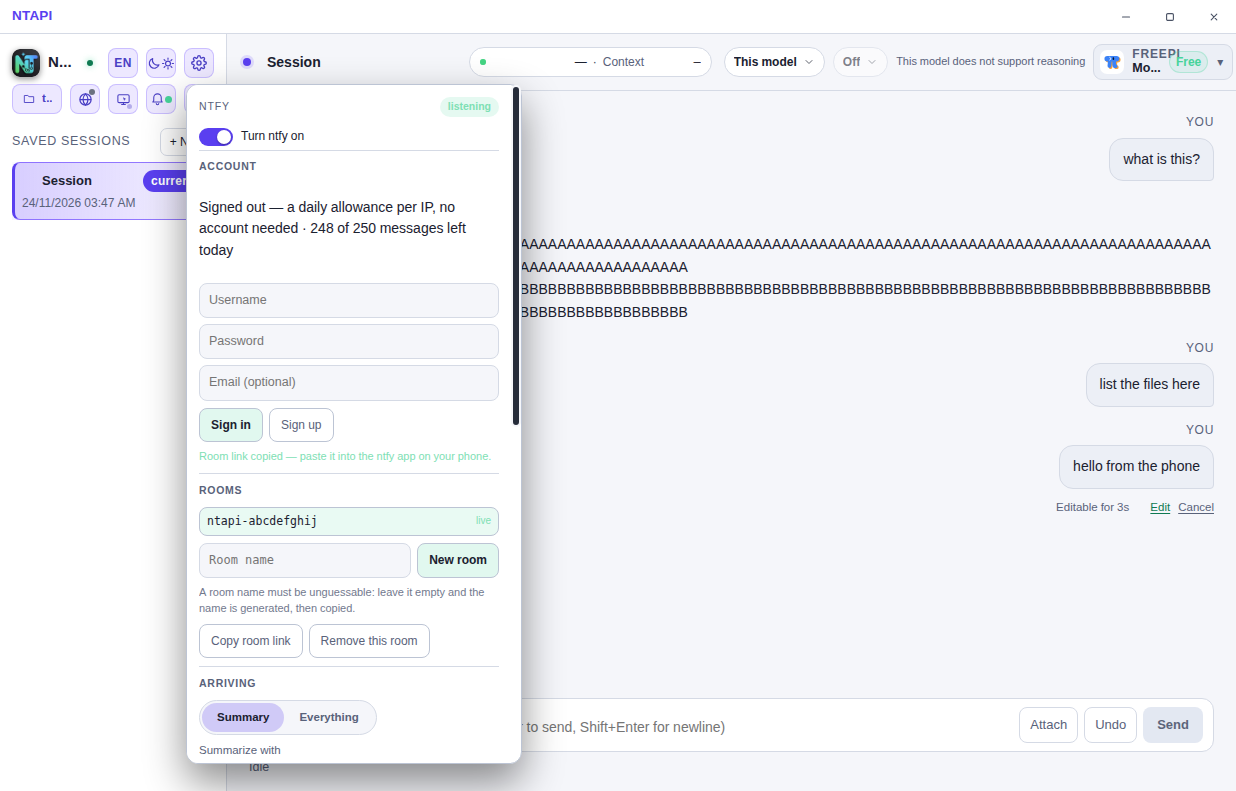 NTAPI
N...
EN
Session
— · Context –
This model
Off
This model does not support reasoning
FREEPI
Mo...
Free
t..
SAVED SESSIONS
+ N
Session
curren
24/11/2026 03:47 AM
NTFY
listening
Turn ntfy on
ACCOUNT
Signed out — a daily allowance per IP, no
account needed · 248 of 250 messages left
today
Username
Password
Email (optional)
Sign in
Sign up
Room link copied — paste it into the ntfy app on your phone.
ROOMS
ntapi-abcdefghij
live
Room name
New room
A room name must be unguessable: leave it empty and the
name is generated, then copied.
Copy room link
Remove this room
ARRIVING
Summary
Everything
Summarize with
YOU
what is this?
AAAAAAAAAAAAAAAAAAAAAAAAAAAAAAAAAAAAAAAAAAAAAAAAAAAAAAAAAAAAAAAAAAAAAAAAAA
AAAAAAAAAAAAAAAAAA
BBBBBBBBBBBBBBBBBBBBBBBBBBBBBBBBBBBBBBBBBBBBBBBBBBBBBBBBBBBBBBBBBBBBBBBBBB
BBBBBBBBBBBBBBBBBB
YOU
list the files here
YOU
hello from the phone
Editable for 3s Edit Cancel
to send, Shift+Enter for newline)
Attach
Undo
Send
Idle